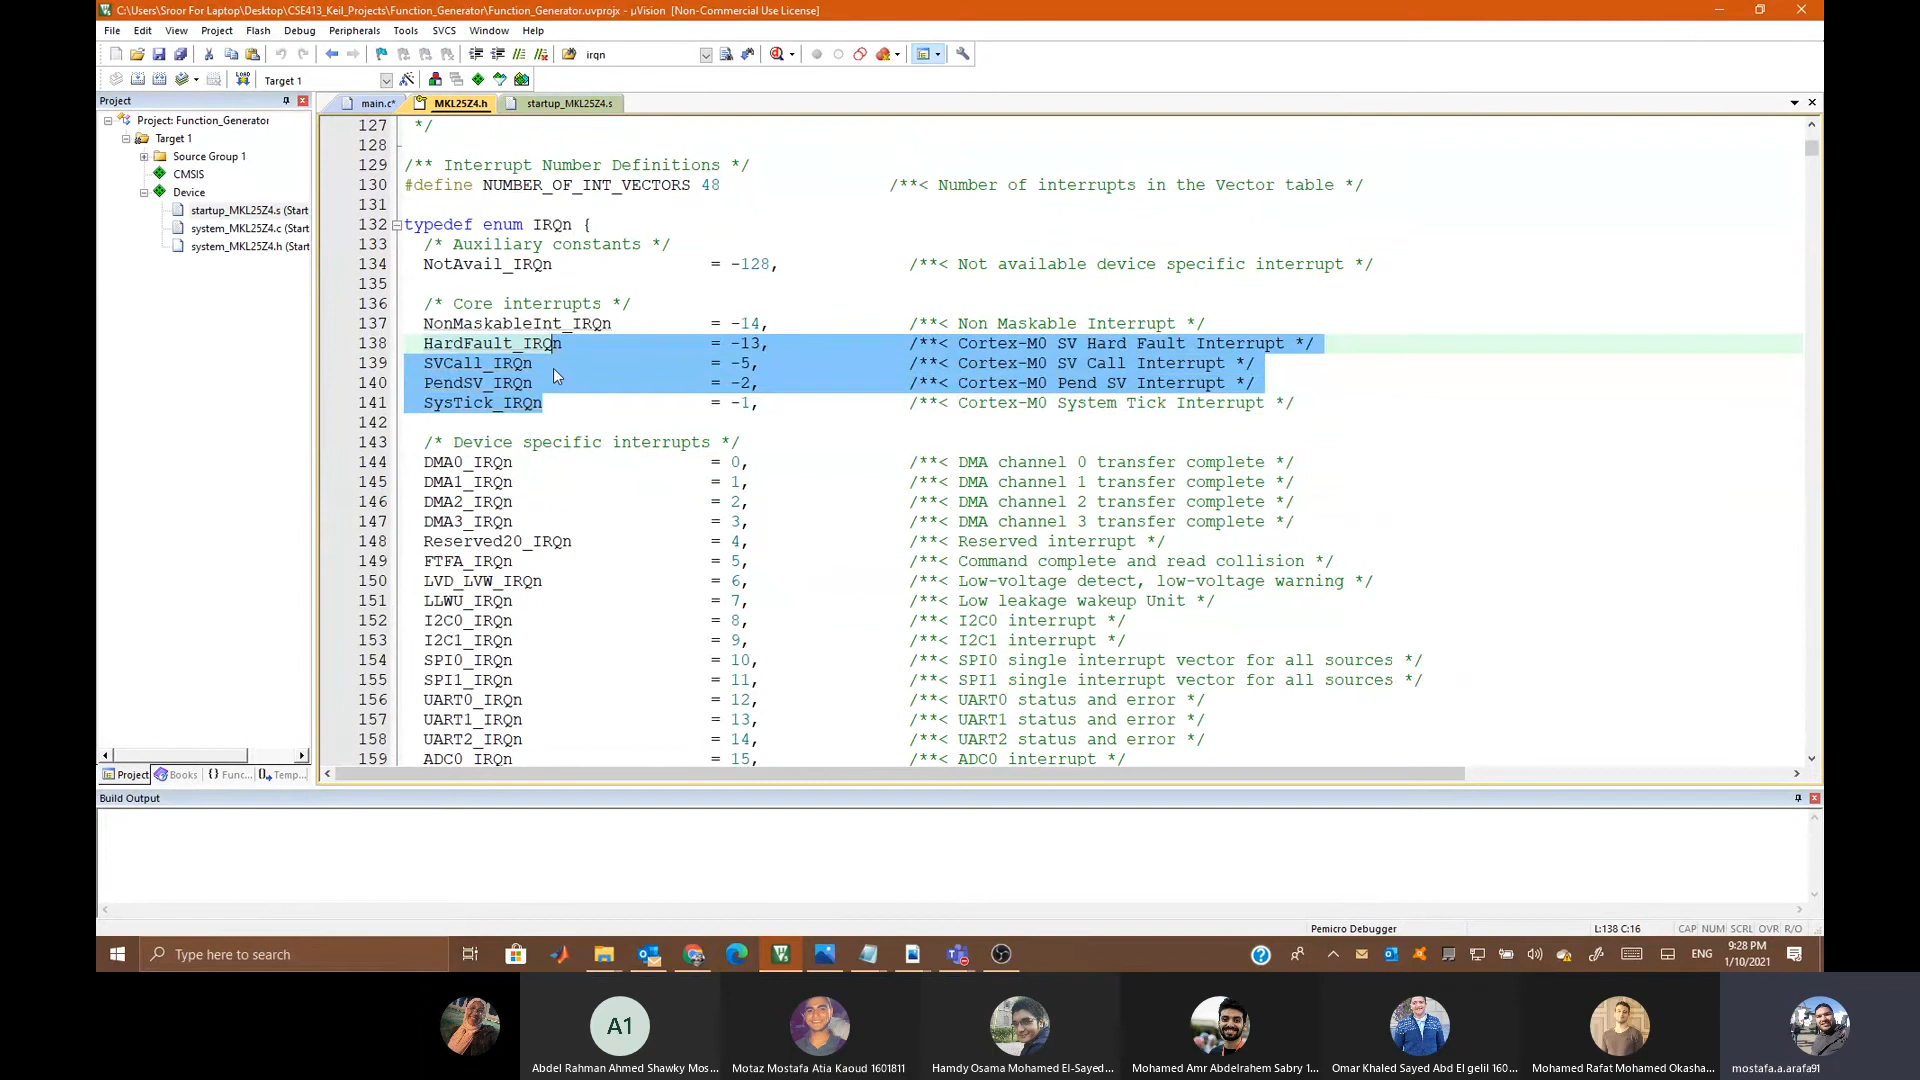 C:\Users\Sroor For Laptop\Desktop\CSE413_Keil_Projects\Function_Generator\Function_Generator.uvprojx - µVision [Non-Commercial Use License]
File Edit View Project Flash Debug Peripherals Tools SVCS Window Help
irqn
LOAD Target 1
Project
main.c* MKL25Z4.h startup_MKL25Z4.s
Project: Function_Generator
Target 1
Source Group 1
CMSIS
Device
startup_MKL25Z4.s (Start
system_MKL25Z4.c (Start
system_MKL25Z4.h (Start
127 */
128
129 /** Interrupt Number Definitions */
130 #define NUMBER_OF_INT_VECTORS 48 /**< Number of interrupts in the Vector table */
131
132 typedef enum IRQn {
133 /* Auxiliary constants */
134 NotAvail_IRQn = -128, /**< Not available device specific interrupt */
135
136 /* Core interrupts */
137 NonMaskableInt_IRQn = -14, /**< Non Maskable Interrupt */
138 HardFault_IRQn = -13, /**< Cortex-M0 SV Hard Fault Interrupt */
139 SVCall_IRQn = -5, /**< Cortex-M0 SV Call Interrupt */
140 PendSV_IRQn = -2, /**< Cortex-M0 Pend SV Interrupt */
141 SysTick_IRQn = -1, /**< Cortex-M0 System Tick Interrupt */
142
143 /* Device specific interrupts */
144 DMA0_IRQn = 0, /**< DMA channel 0 transfer complete */
145 DMA1_IRQn = 1, /**< DMA channel 1 transfer complete */
146 DMA2_IRQn = 2, /**< DMA channel 2 transfer complete */
147 DMA3_IRQn = 3, /**< DMA channel 3 transfer complete */
148 Reserved20_IRQn = 4, /**< Reserved interrupt */
149 FTFA_IRQn = 5, /**< Command complete and read collision */
150 LVD_LVW_IRQn = 6, /**< Low-voltage detect, low-voltage warning */
151 LLWU_IRQn = 7, /**< Low leakage wakeup Unit */
152 I2C0_IRQn = 8, /**< I2C0 interrupt */
153 I2C1_IRQn = 9, /**< I2C1 interrupt */
154 SPI0_IRQn = 10, /**< SPI0 single interrupt vector for all sources */
155 SPI1_IRQn = 11, /**< SPI1 single interrupt vector for all sources */
156 UART0_IRQn = 12, /**< UART0 status and error */
157 UART1_IRQn = 13, /**< UART1 status and error */
158 UART2_IRQn = 14, /**< UART2 status and error */
159 ADC0_IRQn = 15, /**< ADC0 interrupt */
Project Books {} Func... Temp...
Build Output
Pemicro Debugger L:138 C:16 CAP NUM SCRL OVR R/O
Type here to search
ENG
9:28 PM
1/10/2021
A1
Abdel Rahman Ahmed Shawky Mos... Motaz Mostafa Atia Kaoud 1601811 Hamdy Osama Mohamed El-Sayed... Mohamed Amr Abdelrahem Sabry 1... Omar Khaled Sayed Abd El gelil 160... Mohamed Rafat Mohamed Okasha... mostafa.a.arafa91